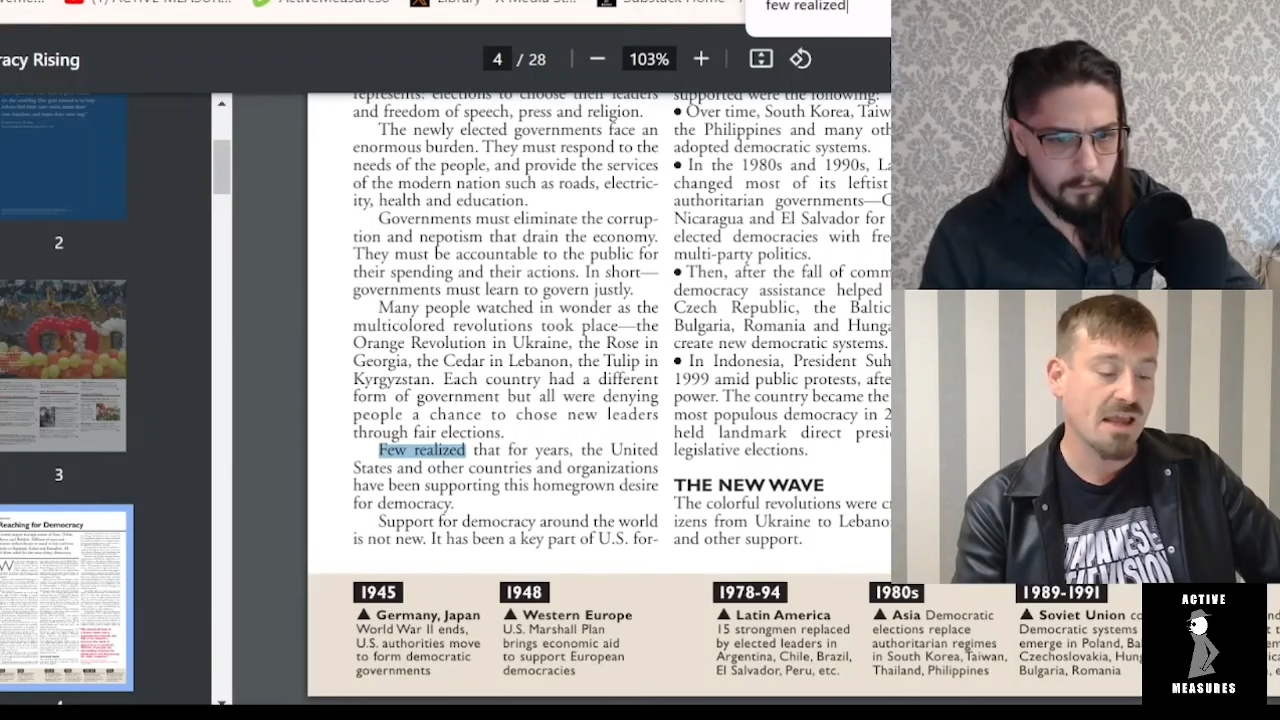 few realized
racy Rising
4 / 28
103%
represents: elections to choose their leaders
and freedom of speech, press and religion.
The newly elected governments face an
enormous burden. They must respond to the
needs of the people, and provide the services
of the modern nation such as roads, electric-
ity, health and education.
Governments must eliminate the corrup-
tion and nepotism that drain the economy.
They must be accountable to the public for
their spending and their actions. In short—
governments must learn to govern justly.
Many people watched in wonder as the
multicolored revolutions took place—the
Orange Revolution in Ukraine, the Rose in
Georgia, the Cedar in Lebanon, the Tulip in
Kyrgyzstan. Each country had a different
form of government but all were denying
people a chance to chose new leaders
through fair elections.
Few realized that for years, the United
States and other countries and organizations
have been supporting this homegrown desire
for democracy.
Support for democracy around the world
is not new. It has been a key part of U.S. for-
support were the following:
• Over time, South Korea, Taiw
the Philippines and many oth
adopted democratic systems.
• In the 1980s and 1990s, La
changed most of its leftist
authoritarian governments—C
Nicaragua and El Salvador for
elected democracies with fre
multi-party politics.
• Then, after the fall of comm
democracy assistance helped
Czech Republic, the Baltic
Bulgaria, Romania and Hunga
create new democratic systems.
• In Indonesia, President Suh
1999 amid public protests, afte
power. The country became the
most populous democracy in 2
held landmark direct presi
legislative elections.
THE NEW WAVE
The colorful revolutions were cr
izens from Ukraine to Lebano
and other support.
1945
Germany, Japan
World War II ends,
U.S. authorities move
to form democratic
governments
1948
Western Europe
U.S. Marshall Plan
brings economic aid
to support European
democracies
1978-94
Latin America
15 strongmen replaced
by elected leaders in
Argentina, Chile, Brazil,
El Salvador, Peru, etc.
1980s
Asia Democratic
elections replace
authoritarian regimes
in South Korea, Taiwan,
Thailand, Philippines
1989-1991
Soviet Union co
Democratic systems
emerge in Poland, Ba
Czechoslovakia, Hung
Bulgaria, Romania
2
3
Reaching for Democracy
ACTIVE
MEASURES